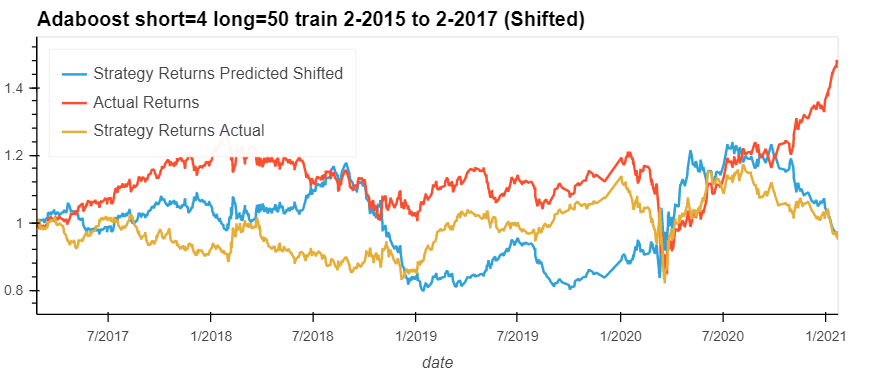 Adaboost short=4 long=50 train 2-2015 to 2-2017 (Shifted)
Strategy Returns Predicted Shifted
Actual Returns
Strategy Returns Actual
1.4
1.2
1
0.8
7/2017 1/2018 7/2018 1/2019 7/2019 1/2020 7/2020 1/2021
date